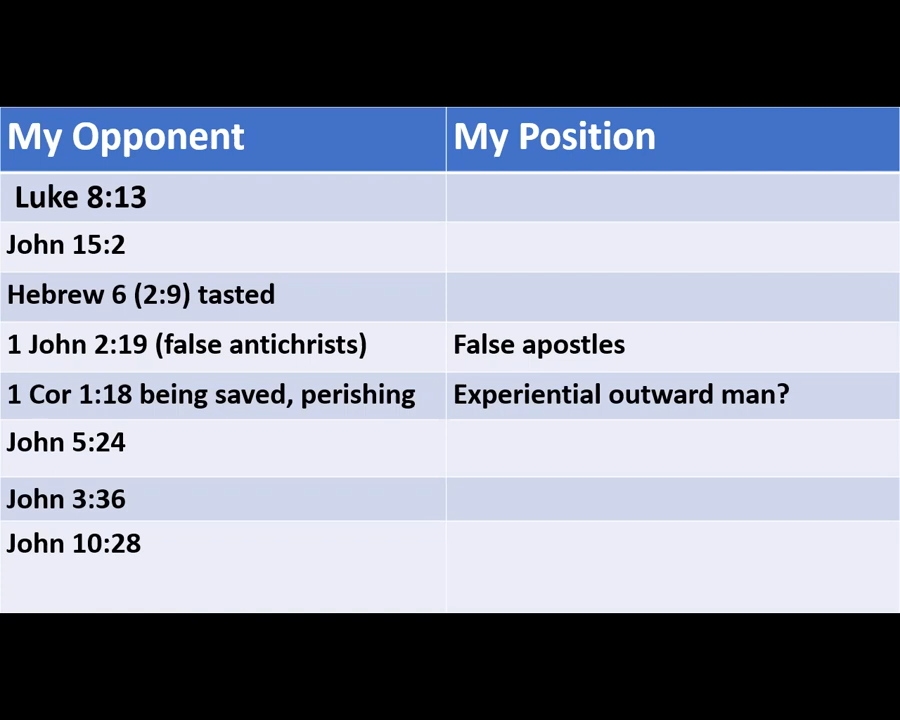 My Opponent My Position
Luke 8:13
John 15:2
Hebrew 6 (2:9) tasted
1 John 2:19 (false antichrists) False apostles
1 Cor 1:18 being saved, perishing Experiential outward man?
John 5:24
John 3:36
John 10:28